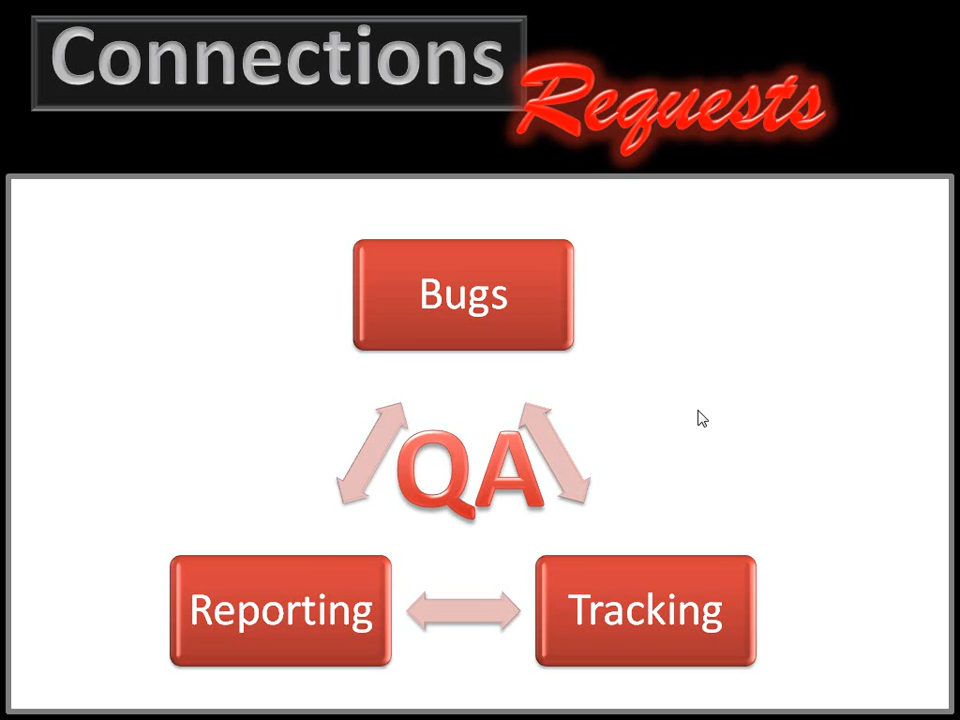 Connections
Requests
Bugs
QA
Reporting
Tracking